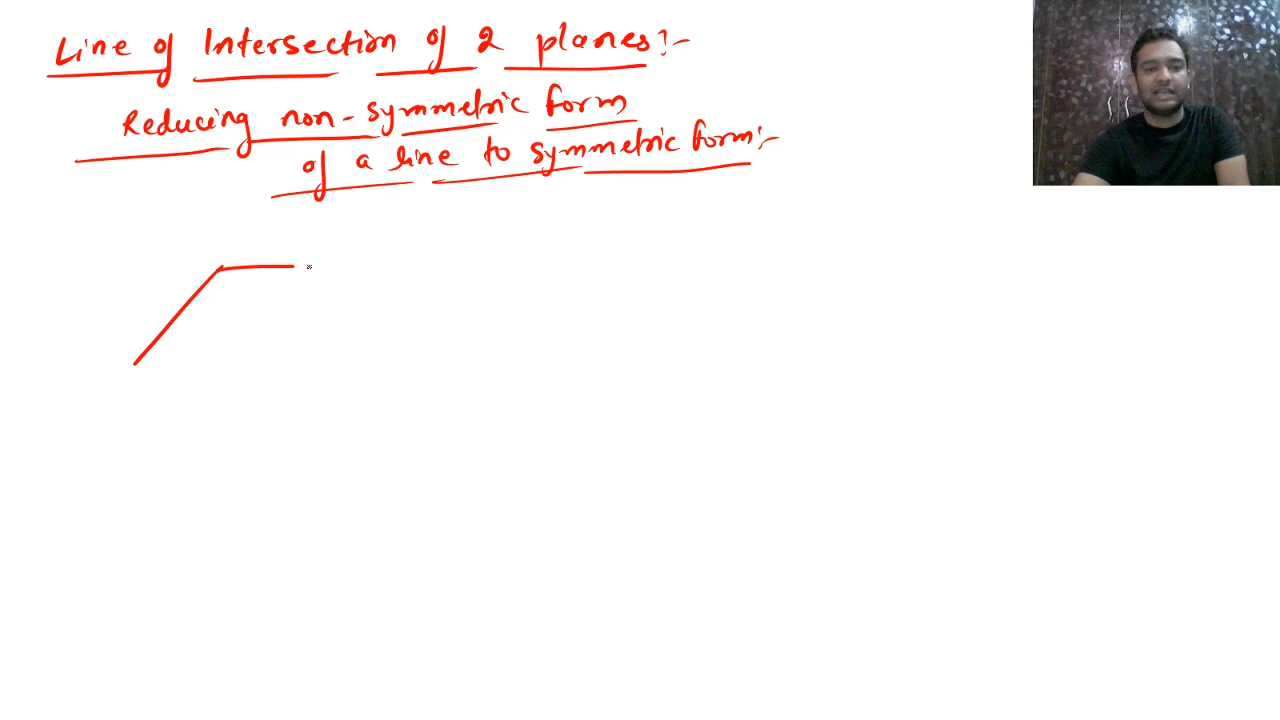 Line of Intersection of 2 planes:-
Reducing non-symmetric form
of a line to symmetric form:-